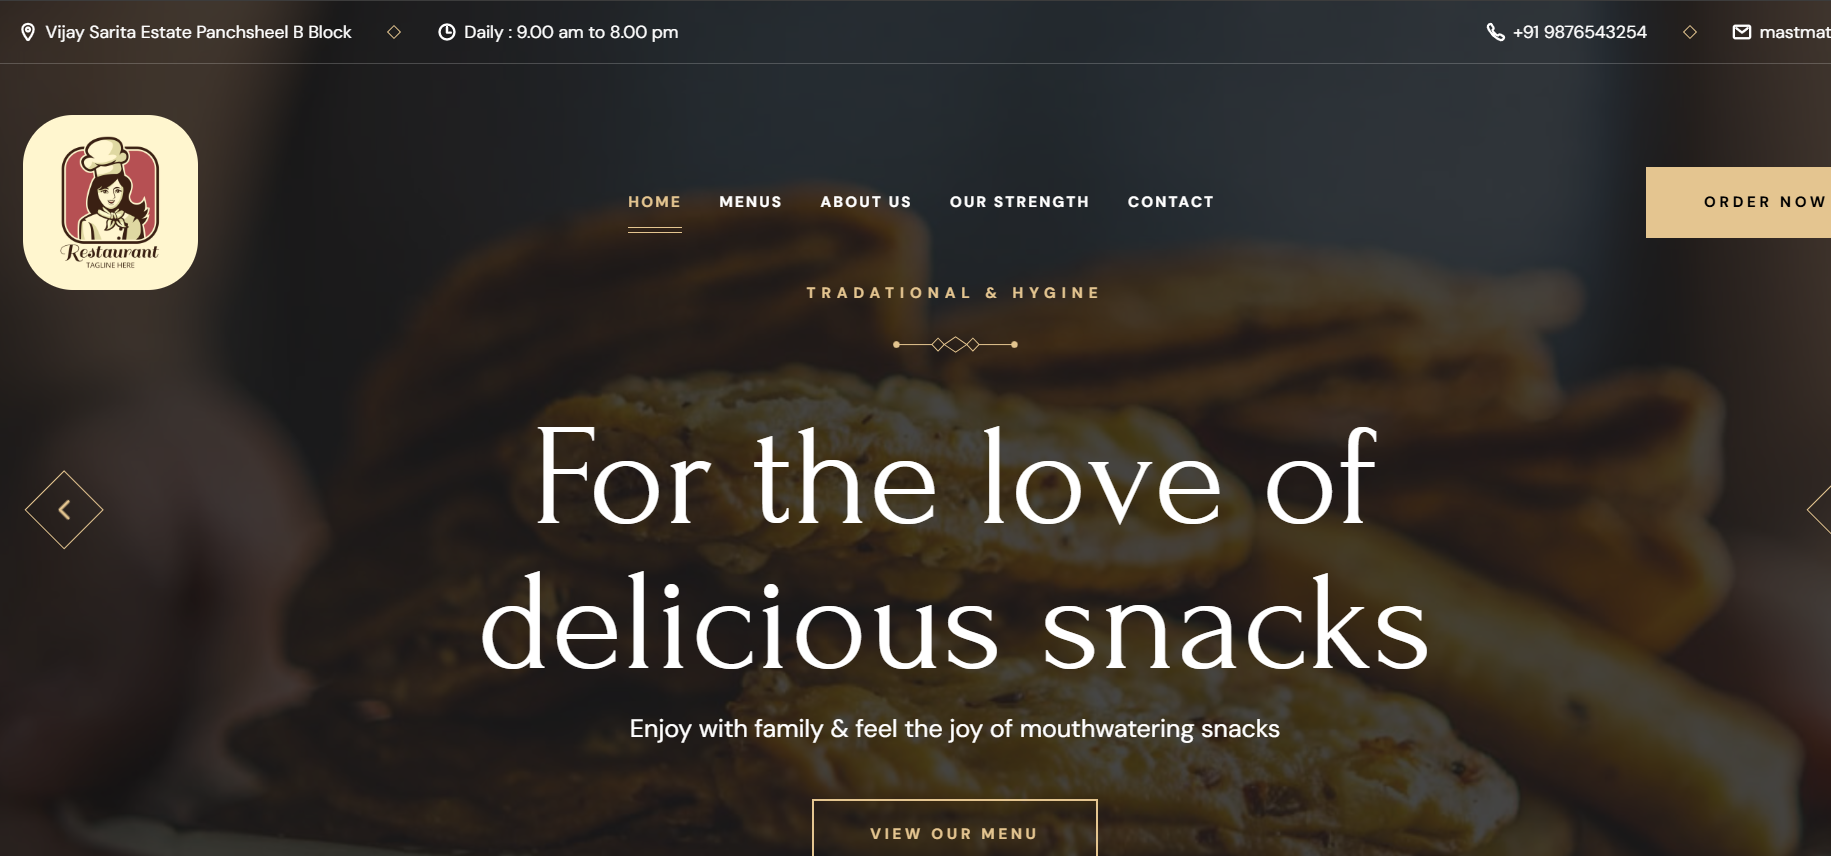 Vijay Sarita Estate Panchsheel B Block
Daily : 9.00 am to 8.00 pm
+91 9876543254
Restaurant
TAGLINE HERE
HOME MENUS ABOUT US OUR STRENGTH CONTACT
ORDER NOW
TRADATIONAL & HYGINE
For the love of
delicious snacks
Enjoy with family & feel the joy of mouthwatering snacks
VIEW OUR MENU